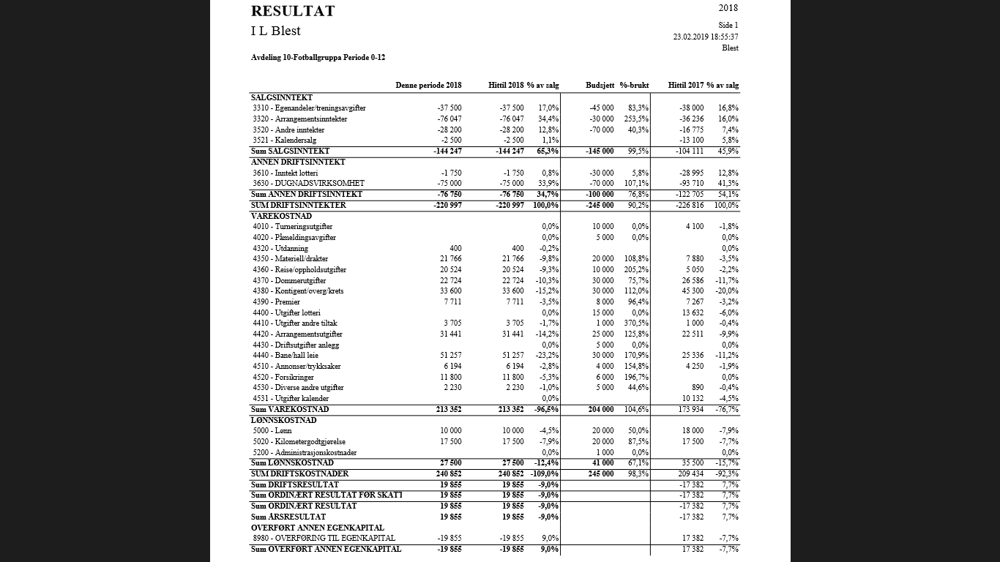 RESULTAT 2018
I L Blest Side 1
23.02.2019 18:55:37
Blest
Avdeling 10-Fotballgruppa Periode 0-12
Denne periode 2018 Hittil 2018 % av salg Budsjett %-brukt Hittil 2017 % av salg
SALGSINNTEKT
3310 - Egenandeler/treningsavgifter -37 500 -37 500 17,0% -45 000 83,3% -38 000 16,8%
3320 - Arrangementsinntekter -76 047 -76 047 34,4% -30 000 253,5% -36 236 16,0%
3520 - Andre inntekter -28 200 -28 200 12,8% -70 000 40,3% -16 775 7,4%
3521 - Kalendersalg -2 500 -2 500 1,1% -13 100 5,8%
Sum SALGSINNTEKT -144 247 -144 247 65,3% -145 000 99,5% -104 111 45,9%
ANNEN DRIFTSINNTEKT
3610 - Inntekt lotteri -1 750 -1 750 0,8% -30 000 5,8% -28 995 12,8%
3630 - DUGNADSVIRKSOMHET -75 000 -75 000 33,9% -70 000 107,1% -93 710 41,3%
Sum ANNEN DRIFTSINNTEKT -76 750 -76 750 34,7% -100 000 76,8% -122 705 54,1%
SUM DRIFTSINNTEKTER -220 997 -220 997 100,0% -245 000 90,2% -226 816 100,0%
VAREKOSTNAD
4010 - Turneringsutgifter 0,0% 10 000 0,0% 4 100 -1,8%
4020 - Påmeldingsavgifter 0,0% 5 000 0,0% 0,0%
4320 - Utdanning 400 400 -0,2% 0,0%
4350 - Materiell/drakter 21 766 21 766 -9,8% 20 000 108,8% 7 880 -3,5%
4360 - Reise/oppholdsutgifter 20 524 20 524 -9,3% 10 000 205,2% 5 050 -2,2%
4370 - Dommerutgifter 22 724 22 724 -10,3% 30 000 75,7% 26 586 -11,7%
4380 - Kontigent/overg/krets 33 600 33 600 -15,2% 30 000 112,0% 45 300 -20,0%
4390 - Premier 7 711 7 711 -3,5% 8 000 96,4% 7 267 -3,2%
4400 - Utgifter lotteri 0,0% 15 000 0,0% 13 632 -6,0%
4410 - Utgifter andre tiltak 3 705 3 705 -1,7% 1 000 370,5% 1 000 -0,4%
4420 - Arrangementsutgifter 31 441 31 441 -14,2% 25 000 125,8% 22 511 -9,9%
4430 - Driftsutgifter anlegg 0,0% 5 000 0,0% 0,0%
4440 - Bane/hall leie 51 257 51 257 -23,2% 30 000 170,9% 25 336 -11,2%
4510 - Annonser/trykksaker 6 194 6 194 -2,8% 4 000 154,8% 4 250 -1,9%
4520 - Forsikringer 11 800 11 800 -5,3% 6 000 196,7% 0,0%
4530 - Diverse andre utgifter 2 230 2 230 -1,0% 5 000 44,6% 890 -0,4%
4531 - Utgifter kalender 0,0% 10 132 -4,5%
Sum VAREKOSTNAD 213 352 213 352 -96,5% 204 000 104,6% 173 934 -76,7%
LØNNSKOSTNAD
5000 - Lønn 10 000 10 000 -4,5% 20 000 50,0% 18 000 -7,9%
5020 - Kilometergodtgjørelse 17 500 17 500 -7,9% 20 000 87,5% 17 500 -7,7%
5200 - Administrasjonskostnader 0,0% 1 000 0,0% 0,0%
Sum LØNNSKOSTNAD 27 500 27 500 -12,4% 41 000 67,1% 35 500 -15,7%
SUM DRIFTSKOSTNADER 240 852 240 852 -109,0% 245 000 98,3% 209 434 -92,3%
Sum DRIFTSRESULTAT 19 855 19 855 -9,0% -17 382 7,7%
Sum ORDINÆRT RESULTAT FØR SKATT 19 855 19 855 -9,0% -17 382 7,7%
Sum ORDINÆRT RESULTAT 19 855 19 855 -9,0% -17 382 7,7%
Sum ÅRSRESULTAT 19 855 19 855 -9,0% -17 382 7,7%
OVERFØRT ANNEN EGENKAPITAL
8980 - OVERFØRING TIL EGENKAPITAL -19 855 -19 855 9,0% 17 382 -7,7%
Sum OVERFØRT ANNEN EGENKAPITAL -19 855 -19 855 9,0% 17 382 -7,7%